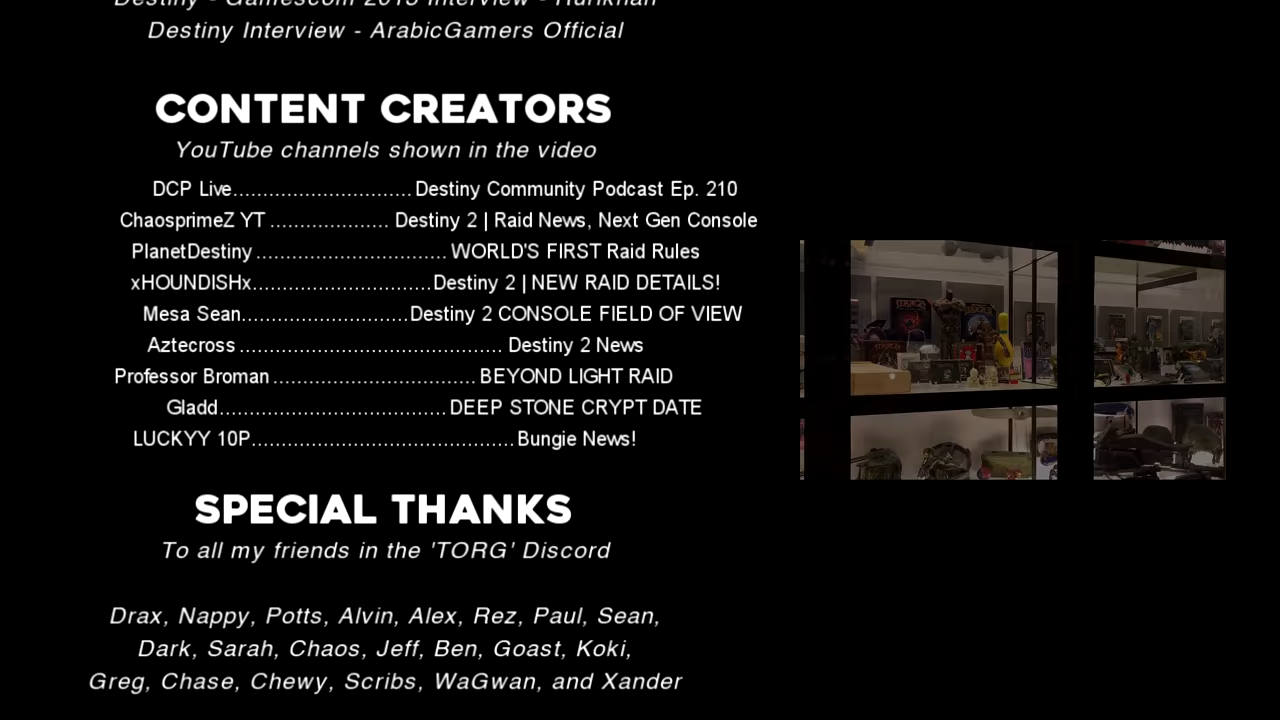 Destiny - Gamescom 2013 Interview - Hurikhan
Destiny Interview - ArabicGamers Official
CONTENT CREATORS
YouTube channels shown in the video
DCP Live..............................Destiny Community Podcast Ep. 210
ChaosprimeZ YT .................... Destiny 2 | Raid News, Next Gen Console
PlanetDestiny ................................ WORLD'S FIRST Raid Rules
xHOUNDISHx..............................Destiny 2 | NEW RAID DETAILS!
Mesa Sean............................Destiny 2 CONSOLE FIELD OF VIEW
Aztecross ............................................ Destiny 2 News
Professor Broman .................................. BEYOND LIGHT RAID
Gladd...................................... DEEP STONE CRYPT DATE
LUCKYY 10P............................................ Bungie News!
SPECIAL THANKS
To all my friends in the 'TORG' Discord
Drax, Nappy, Potts, Alvin, Alex, Rez, Paul, Sean,
Dark, Sarah, Chaos, Jeff, Ben, Goast, Koki,
Greg, Chase, Chewy, Scribs, WaGwan, and Xander